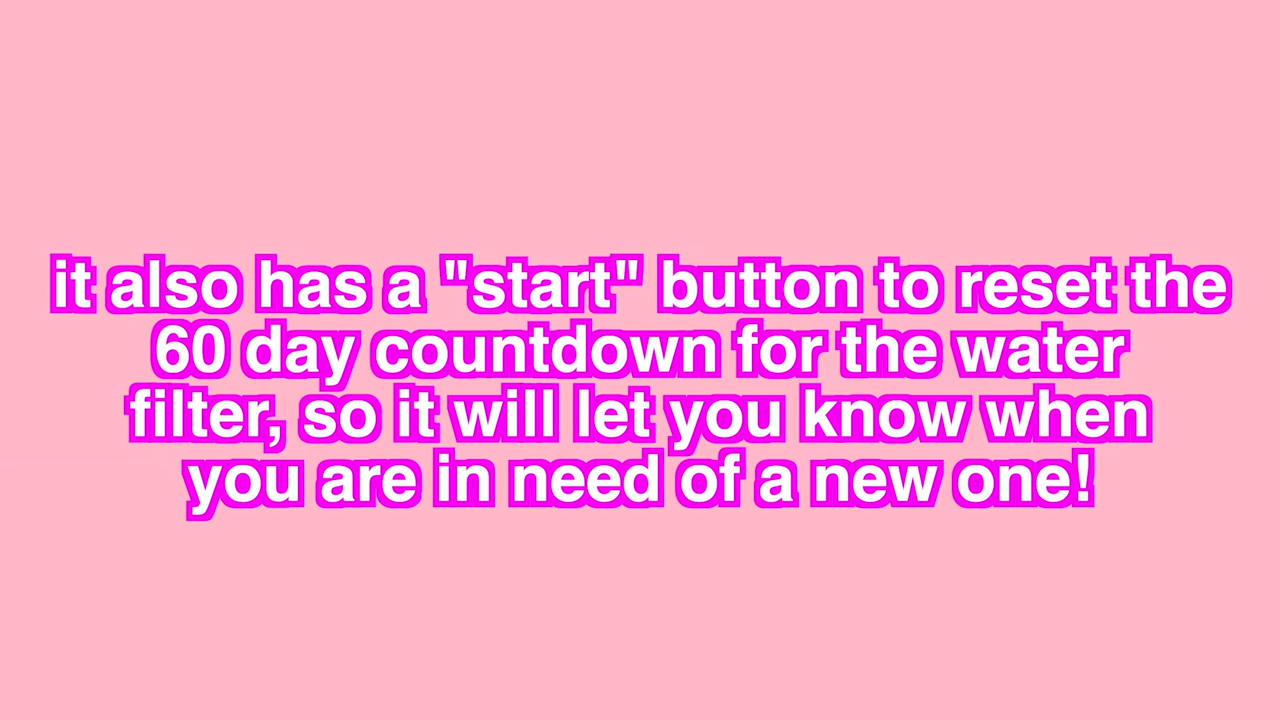 it also has a "start" button to reset the
60 day countdown for the water
filter, so it will let you know when
you are in need of a new one!